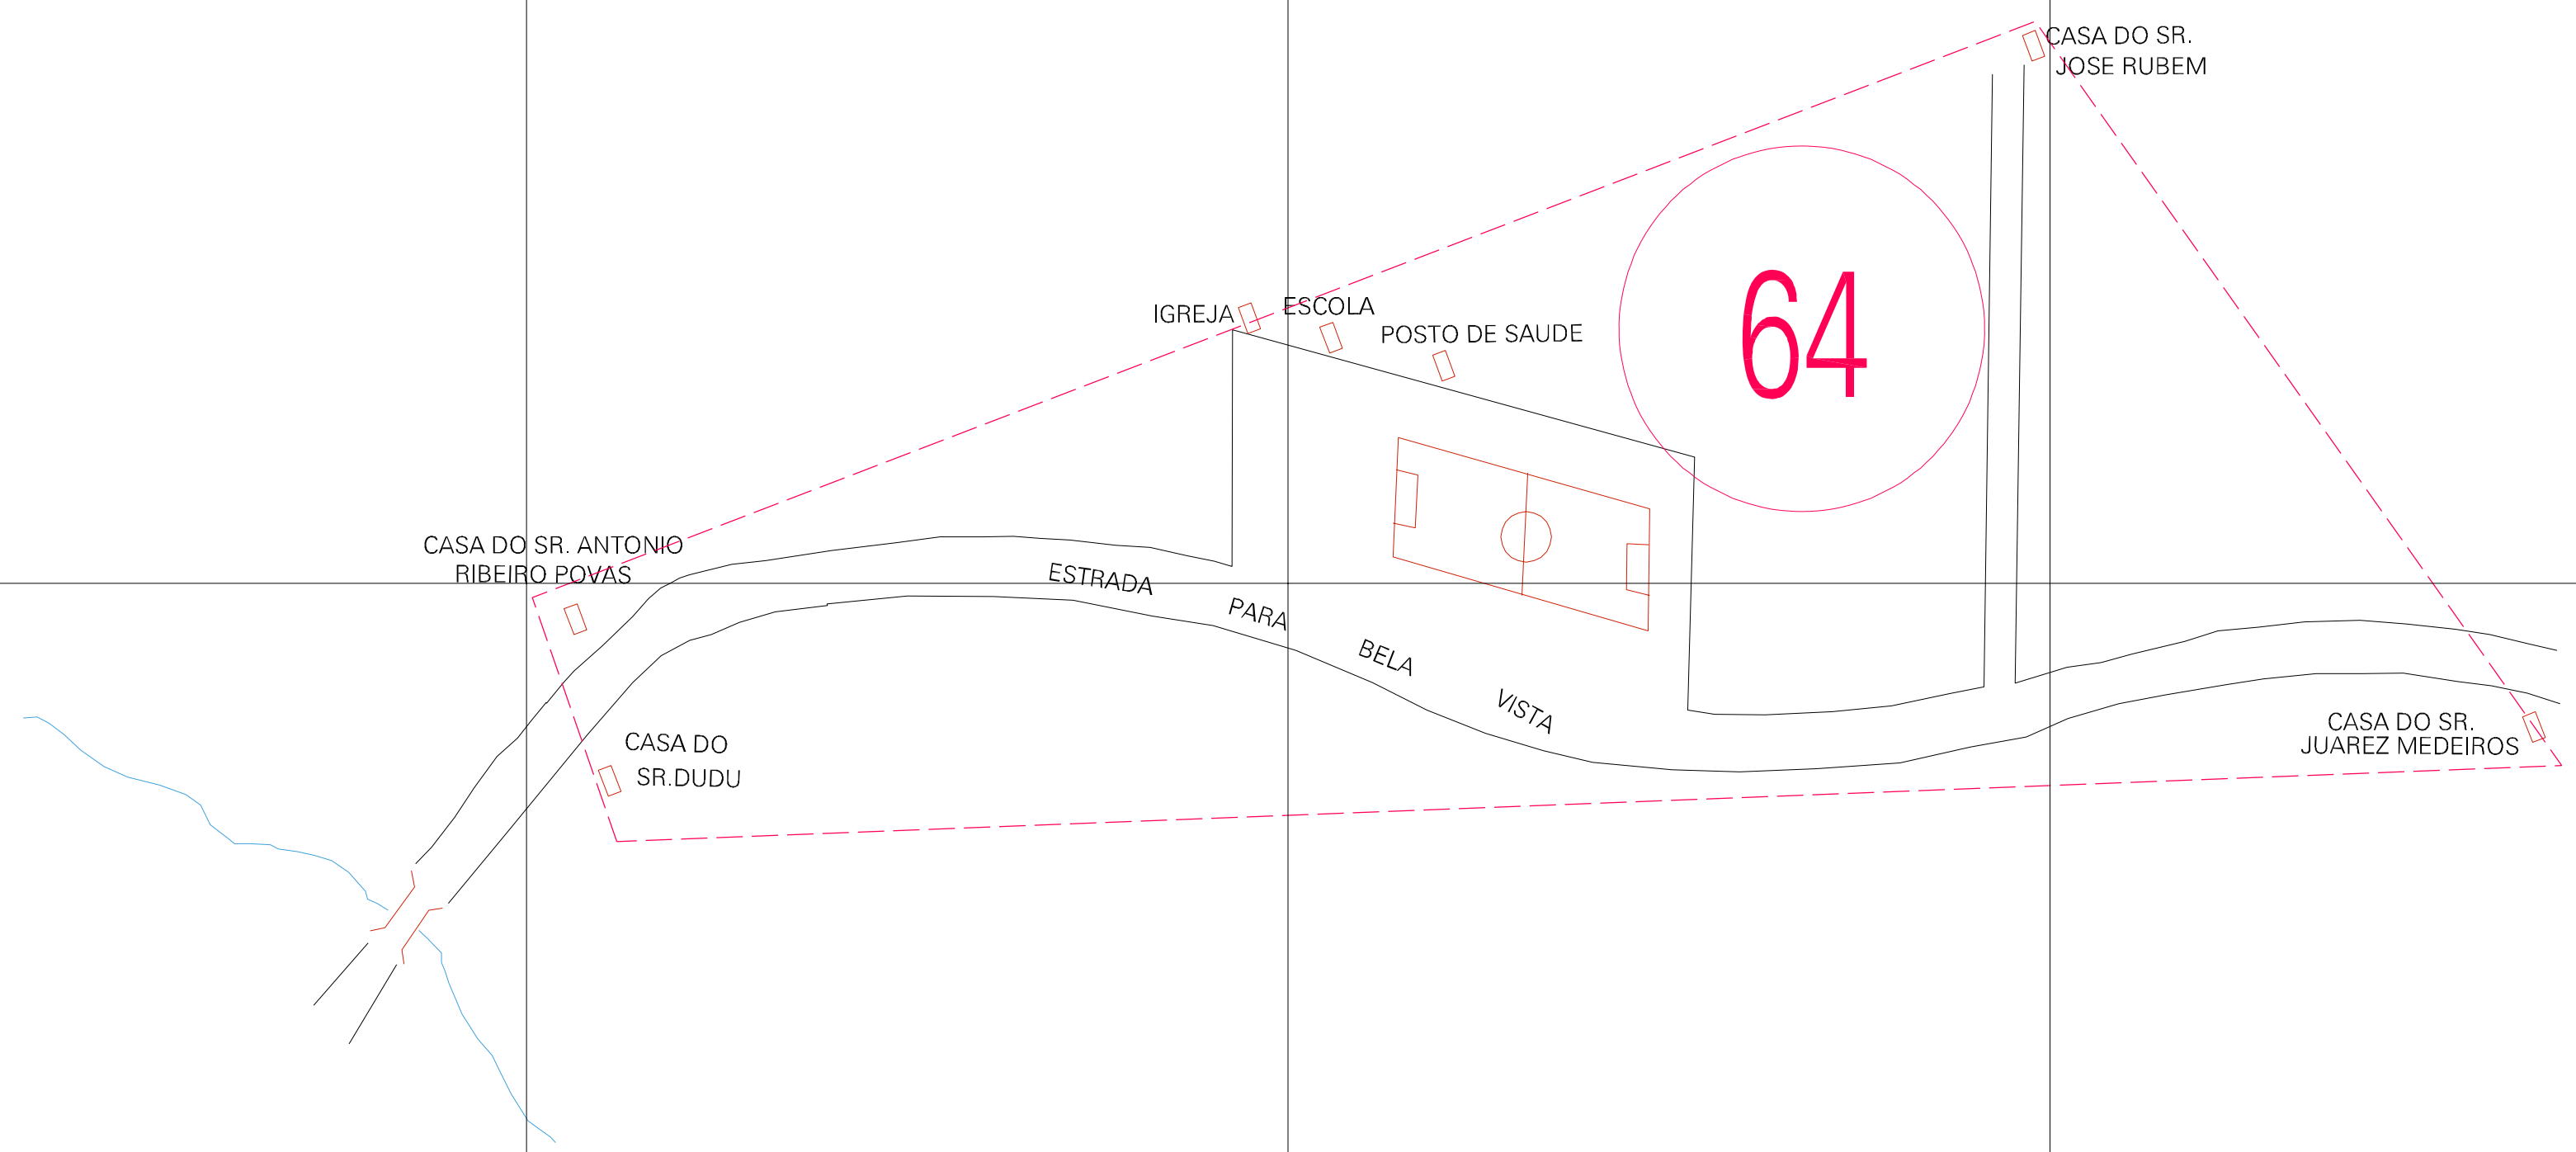 CASA DO SR.
JOSE RUBEM
IGREJA
ESCOLA
POSTO DE SAUDE
64
CASA DO SR. ANTONIO
RIBEIRO POVAS
ESTRADA
PARA
BELA
VISTA
CASA DO
SR.DUDU
CASA DO SR.
JUAREZ MEDEIROS